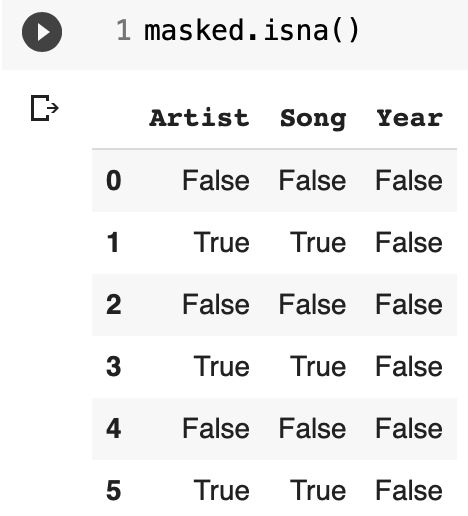 1 masked.isna()
Artist Song Year
0 False False False
1 True True False
2 False False False
3 True True False
4 False False False
5 True True False